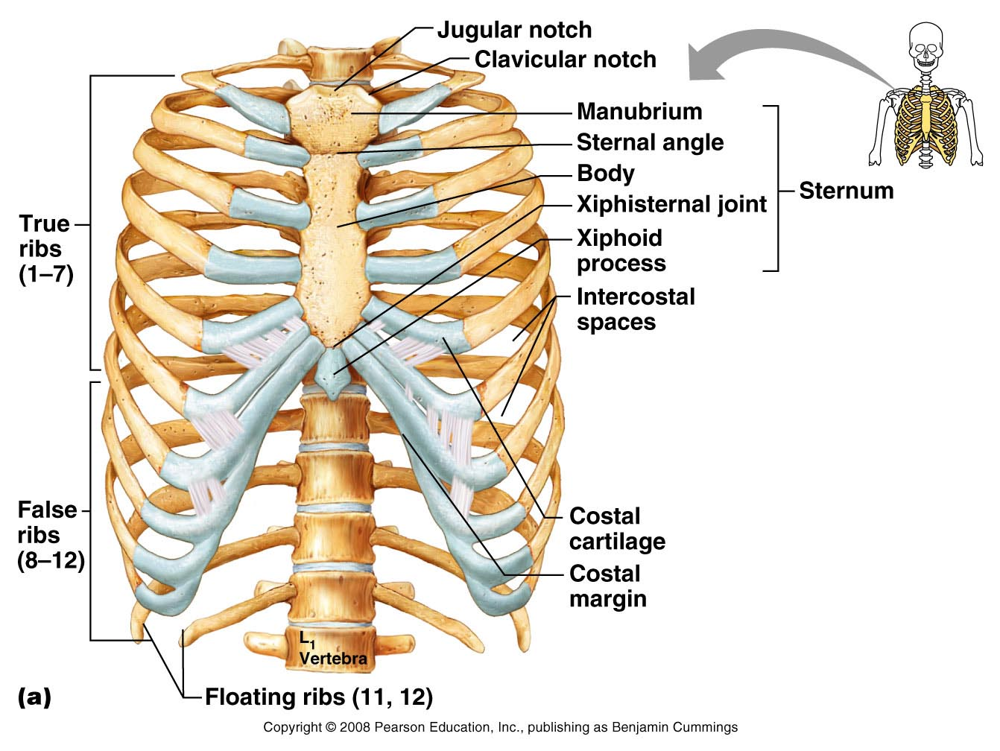 Jugular notch
Clavicular notch
Manubrium
Sternal angle
Body
Xiphisternal joint
Xiphoid
process
Sternum
Intercostal
spaces
True
ribs
(1–7)
False
ribs
(8–12)
Costal
cartilage
Costal
margin
L1
Vertebra
Floating ribs (11, 12)
(a)
Copyright © 2008 Pearson Education, Inc., publishing as Benjamin Cummings